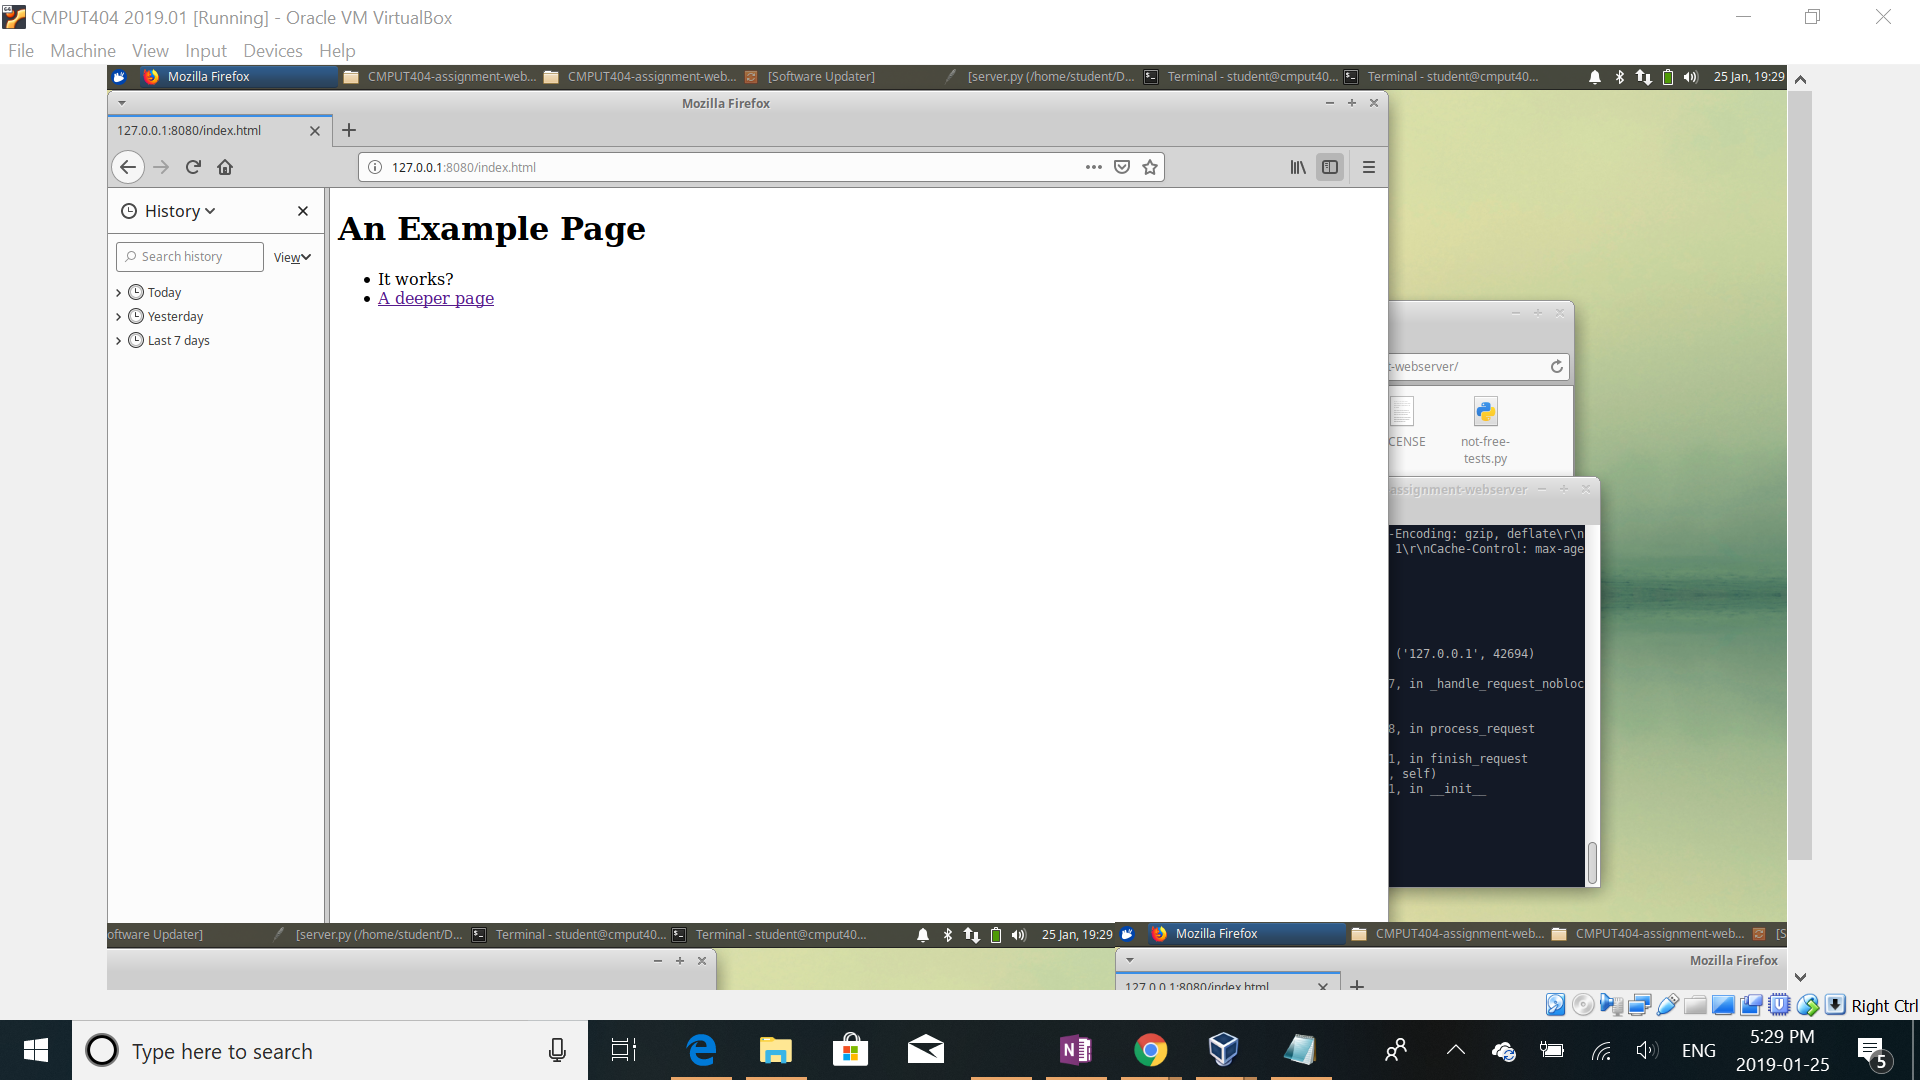 CMPUT404 2019.01 [Running] - Oracle VM VirtualBox
File Machine View Input Devices Help
Mozilla Firefox CMPUT404-assignment-web... CMPUT404-assignment-web... [Software Updater] [server.py (/home/student/D... Terminal - student@cmput40... Terminal - student@cmput40... 25 Jan, 19:29
Mozilla Firefox
127.0.0.1:8080/index.html
127.0.0.1:8080/index.html
History
Search history View
Today
Yesterday
Last 7 days
An Example Page
It works?
A deeper page
t-webserver/
CENSE not-free-
tests.py
assignment-webserver
-Encoding: gzip, deflate\r\n
1\r\nCache-Control: max-age
('127.0.0.1', 42694)
7, in _handle_request_nobloc
8, in process_request
1, in finish_request
, self)
1, in __init__
oftware Updater] [server.py (/home/student/D... Terminal - student@cmput40... Terminal - student@cmput40... 25 Jan, 19:29 Mozilla Firefox CMPUT404-assignment-web... CMPUT404-assignment-web... [S
Mozilla Firefox
127.0.0.1:8080/index.html
Right Ctrl
Type here to search
N
ENG
5:29 PM
2019-01-25
5